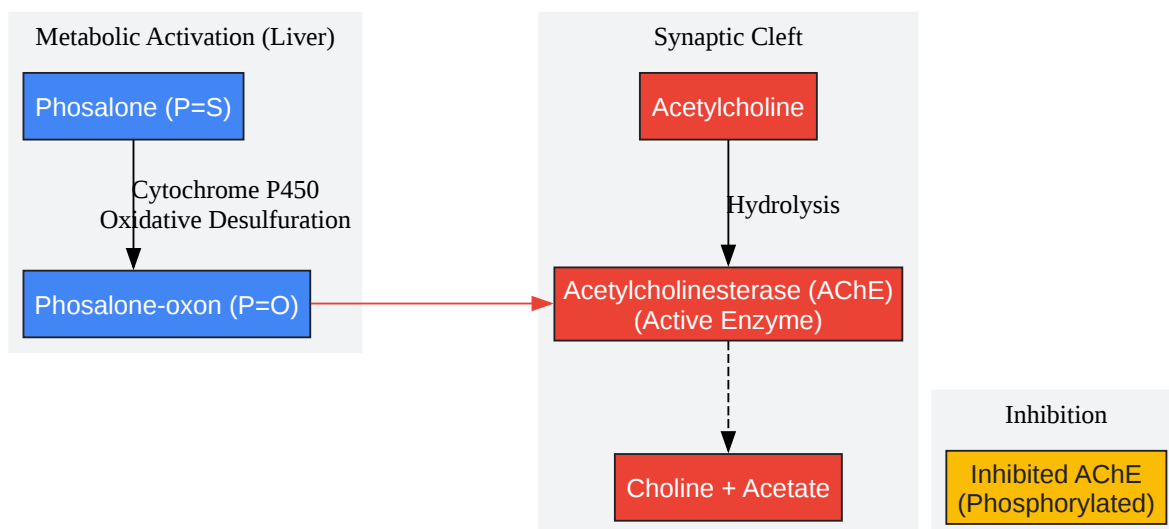 Metabolic Activation (Liver)
Phosalone (P=S)
Cytochrome P450
Oxidative Desulfuration
Phosalone-oxon (P=O)
Synaptic Cleft
Acetylcholine
Hydrolysis
Acetylcholinesterase (AChE)
(Active Enzyme)
Choline + Acetate
Inhibition
Inhibited AChE
(Phosphorylated)